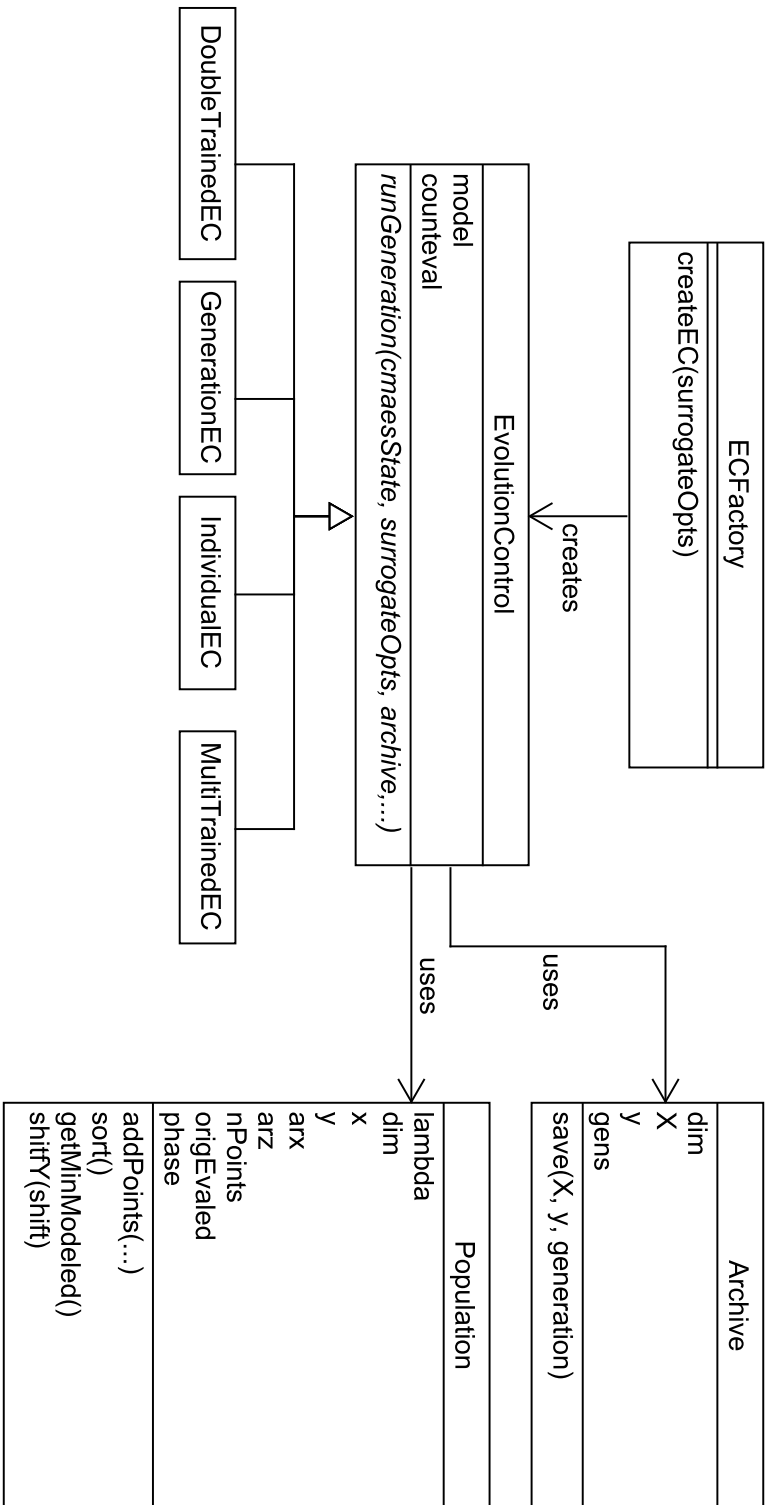 ECFactory
createEC(surrogateOpts)
creates
EvolutionControl
model
counteval
runGeneration(cmaesState, surrogateOpts, archive,...)
DoubleTrainedEC
GenerationEC
IndividualEC
MultiTrainedEC
uses
uses
Archive
dim
X
y
gens
save(X, y, generation)
Population
lambda
dim
x
y
arx
arz
nPoints
origEvaled
phase
addPoints(...)
sort()
getMinModeled()
shitfY(shift)